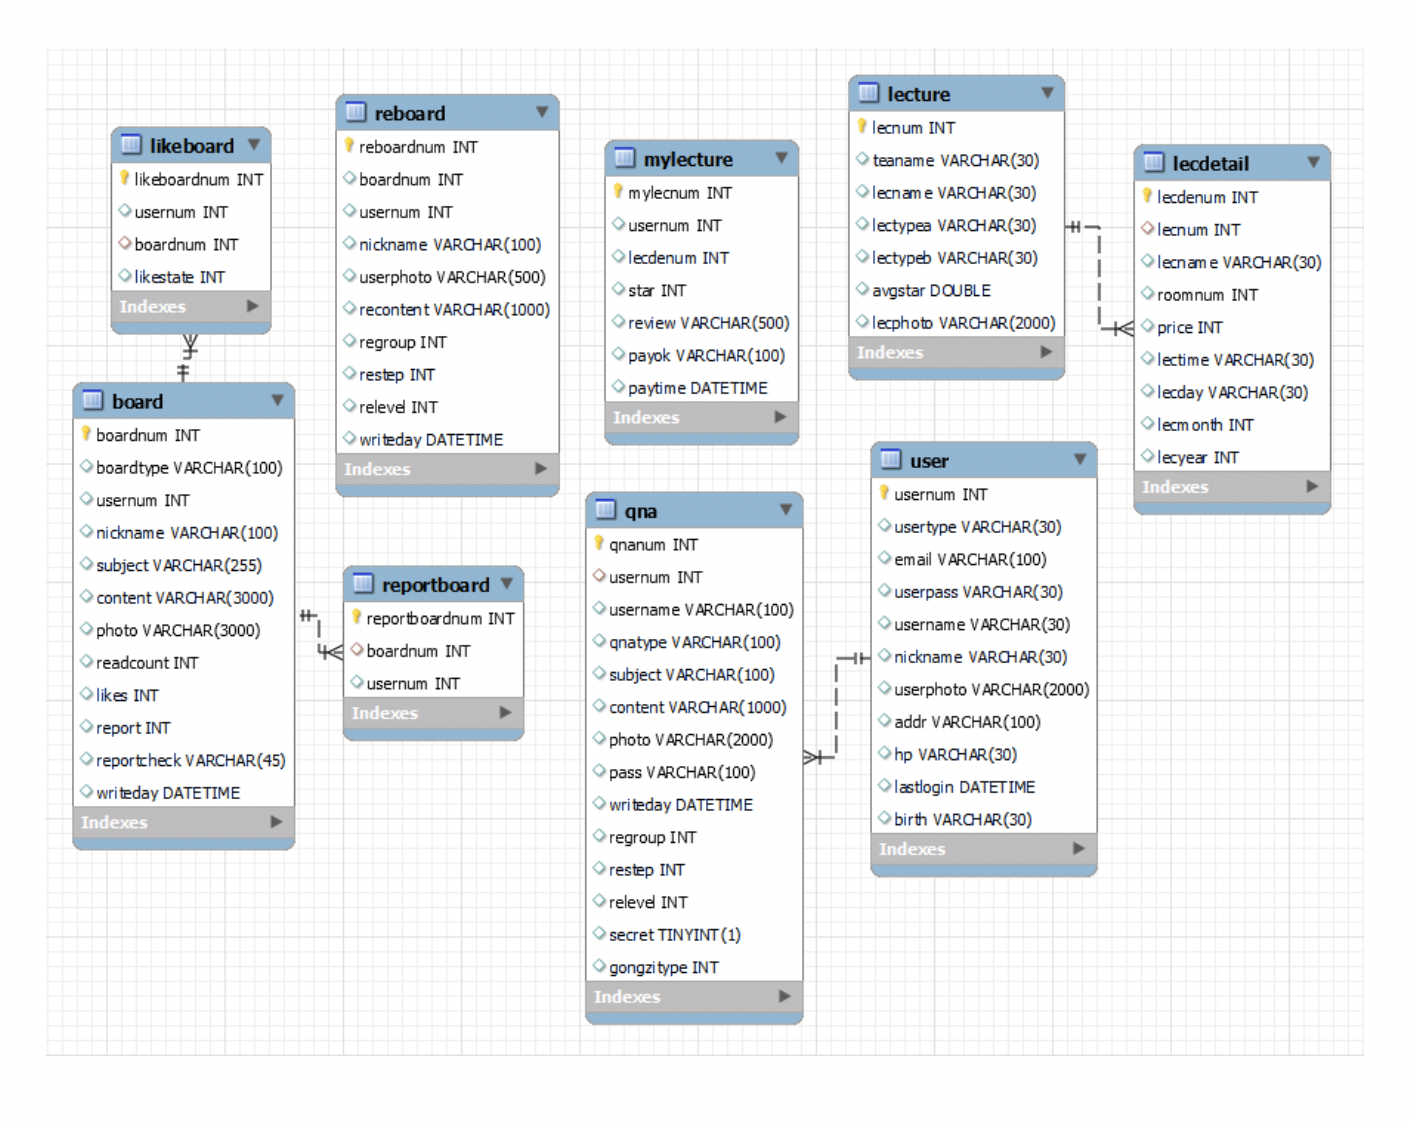 likeboard
likeboardnum INT
usernum INT
boardnum INT
likestate INT
Indexes
reboard
reboardnum INT
boardnum INT
usernum INT
nickname VARCHAR(100)
userphoto VARCHAR(500)
recontent VARCHAR(1000)
regroup INT
restep INT
relevel INT
writeday DATETIME
Indexes
mylecture
mylecnum INT
usernum INT
lecdenum INT
star INT
review VARCHAR(500)
payok VARCHAR(100)
paytime DATETIME
Indexes
lecture
lecnum INT
teaname VARCHAR(30)
lecname VARCHAR(30)
lectypea VARCHAR(30)
lectypeb VARCHAR(30)
avgstar DOUBLE
lecphoto VARCHAR(2000)
Indexes
lecdetail
lecdenum INT
lecnum INT
lecname VARCHAR(30)
roomnum INT
price INT
lectime VARCHAR(30)
lecday VARCHAR(30)
lecmonth INT
lecyear INT
Indexes
board
boardnum INT
boardtype VARCHAR(100)
usernum INT
nickname VARCHAR(100)
subject VARCHAR(255)
content VARCHAR(3000)
photo VARCHAR(3000)
readcount INT
likes INT
report INT
reportcheck VARCHAR(45)
writeday DATETIME
Indexes
reportboard
reportboardnum INT
boardnum INT
usernum INT
Indexes
qna
qnanum INT
usernum INT
username VARCHAR(100)
qnatype VARCHAR(100)
subject VARCHAR(100)
content VARCHAR(1000)
photo VARCHAR(2000)
pass VARCHAR(100)
writeday DATETIME
regroup INT
restep INT
relevel INT
secret TINYINT(1)
gongzitype INT
Indexes
user
usernum INT
usertype VARCHAR(30)
email VARCHAR(100)
userpass VARCHAR(30)
username VARCHAR(30)
nickname VARCHAR(30)
userphoto VARCHAR(2000)
addr VARCHAR(100)
hp VARCHAR(30)
lastlogin DATETIME
birth VARCHAR(30)
Indexes